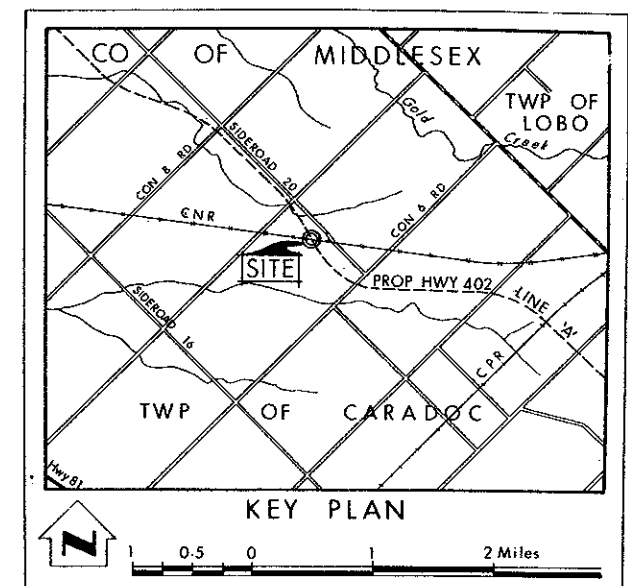 CO OF MIDDLESEX
TWP OF
LOBO
Gold
Creek
SIDEROAD 20
CON 8 RD
CNR
CON 6 RD
SITE
PROP HWY 402
LINE 'A'
SIDEROAD 16
CPR
TWP OF CARADOC
Hwy 81
KEY PLAN
N
1 0.5 0 1 2 Miles